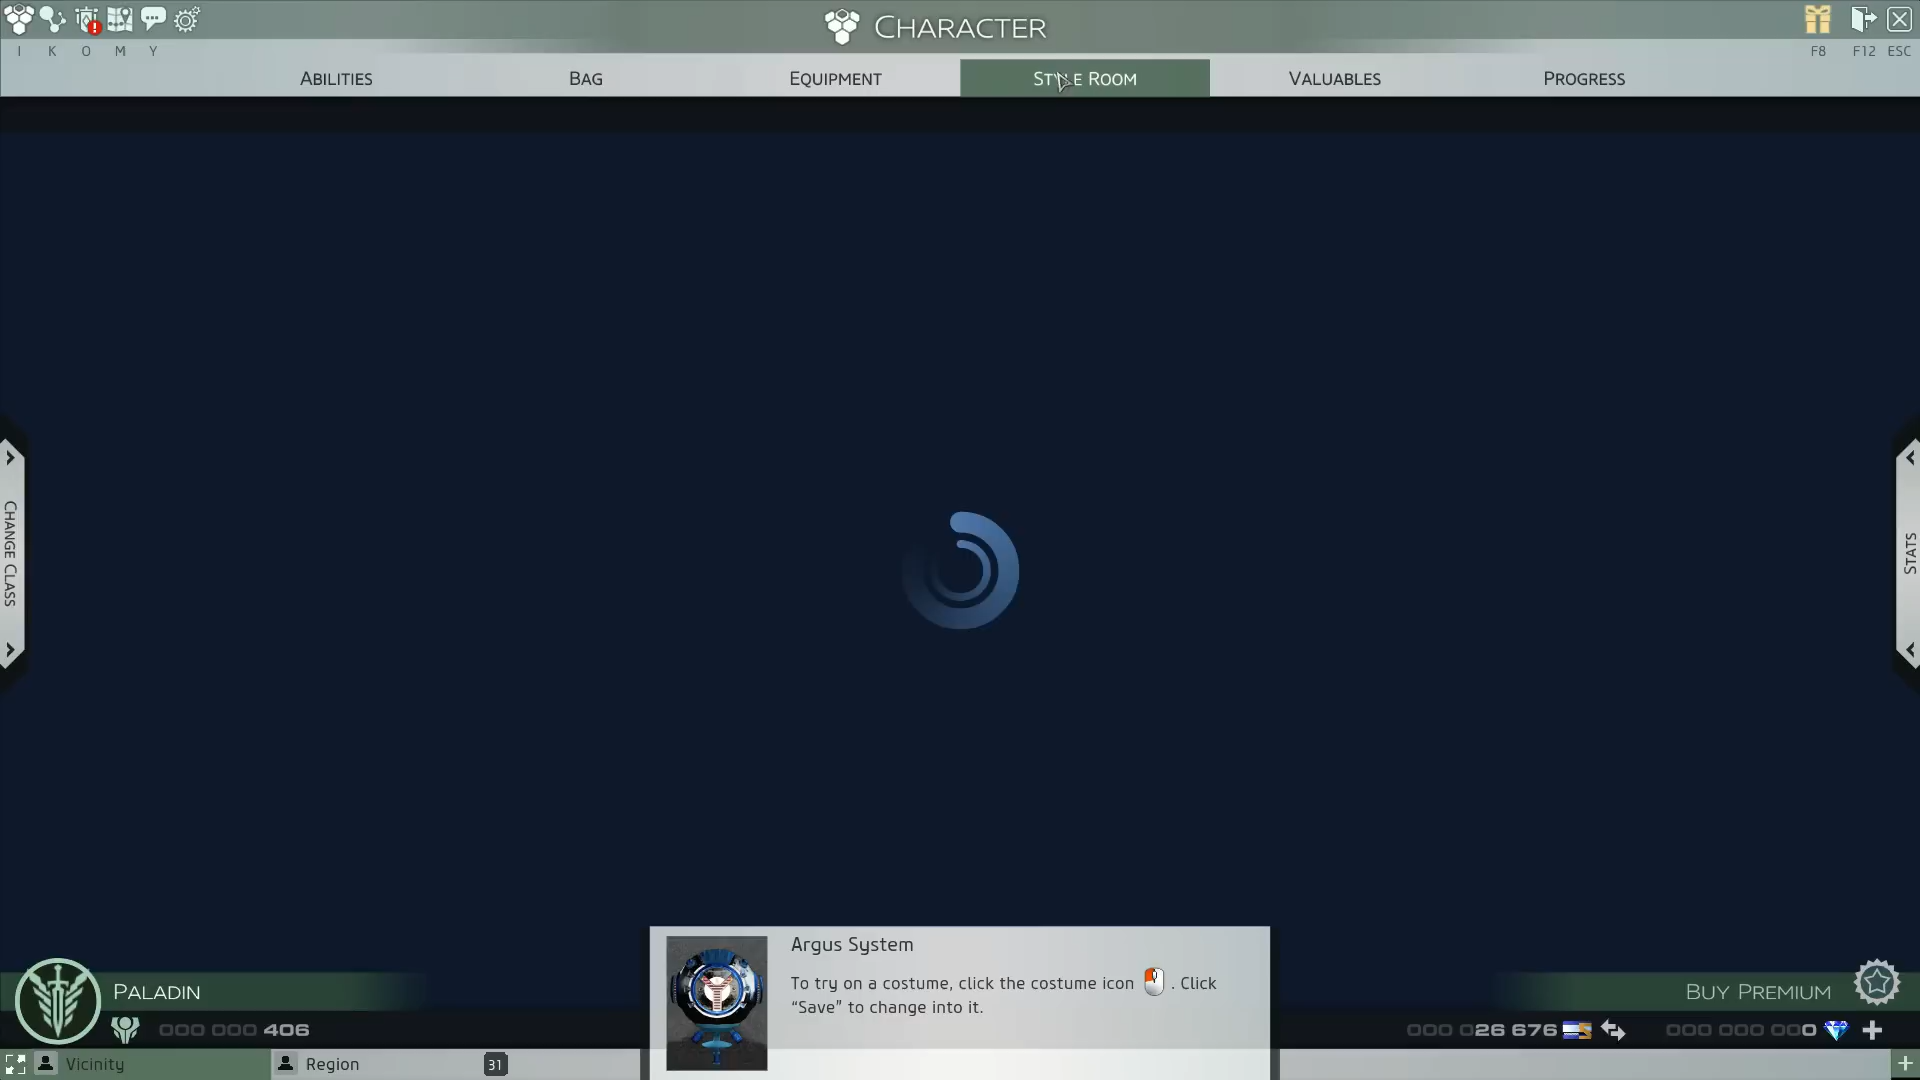 CHARACTER
I K O M Y
F8 F12 ESC
ABILITIES BAG EQUIPMENT STYLE ROOM VALUABLES PROGRESS
CHANGE CLASS
STATS
Argus System
To try on a costume, click the costume icon . Click
“Save” to change into it.
PALADIN
000 000 406
BUY PREMIUM
000 026 676 000 000 000
Vicinity Region 31